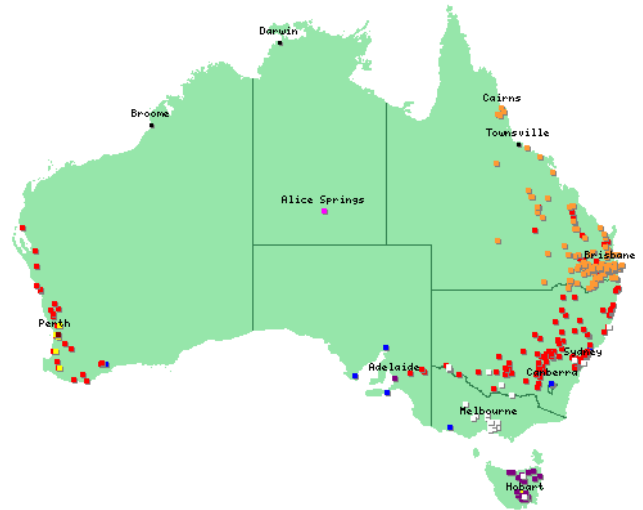 Darwin
Cairns
Broome
Townsville
Alice Springs
Brisbane
Perth
Sydney
Adelaide
Canberra
Melbourne
Hobart